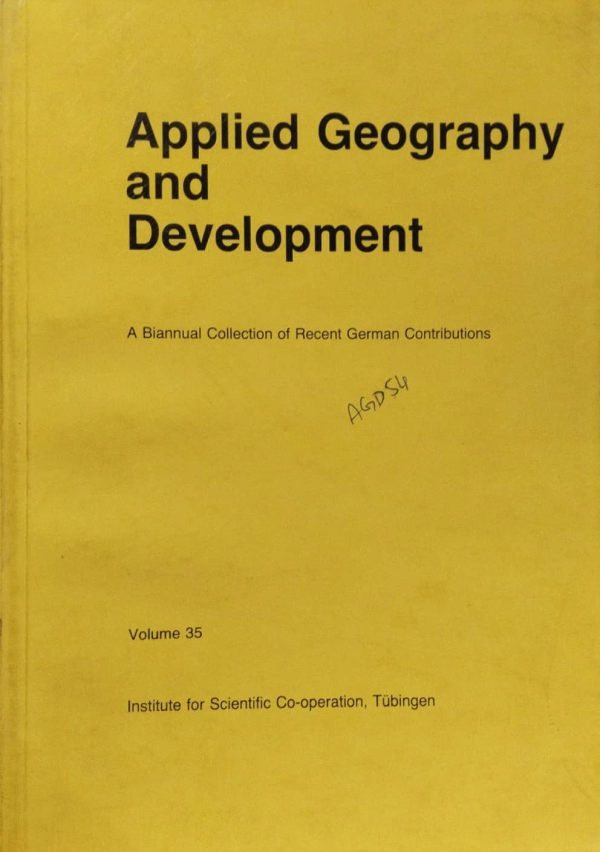 Applied Geography
and
Development
A Biannual Collection of Recent German Contributions
AGDS4
Volume 35
Institute for Scientific Co-operation, Tübingen